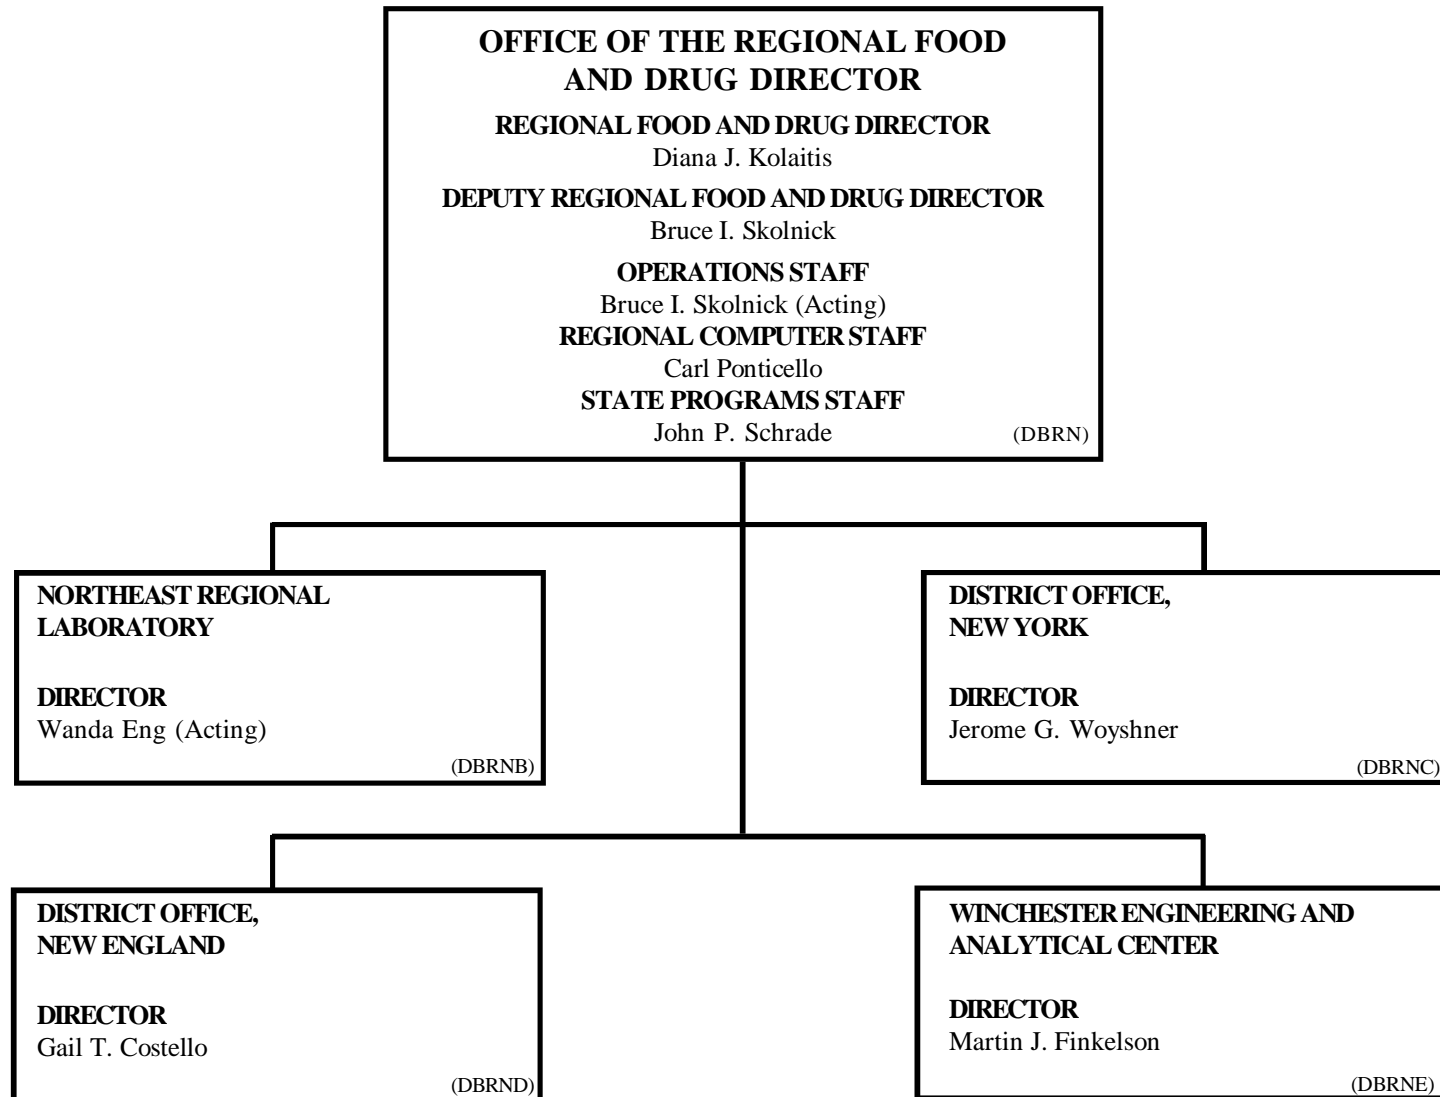 OFFICE OF THE REGIONAL FOOD
AND DRUG DIRECTOR
REGIONAL FOOD AND DRUG DIRECTOR
Diana J. Kolaitis
DEPUTY REGIONAL FOOD AND DRUG DIRECTOR
Bruce I. Skolnick
OPERATIONS STAFF
Bruce I. Skolnick (Acting)
REGIONAL COMPUTER STAFF
Carl Ponticello
STATE PROGRAMS STAFF
John P. Schrade (DBRN)
NORTHEAST REGIONAL
LABORATORY
DIRECTOR
Wanda Eng (Acting)
(DBRNB)
DISTRICT OFFICE,
NEW YORK
DIRECTOR
Jerome G. Woyshner
(DBRNC)
DISTRICT OFFICE,
NEW ENGLAND
DIRECTOR
Gail T. Costello
(DBRND)
WINCHESTER ENGINEERING AND
ANALYTICAL CENTER
DIRECTOR
Martin J. Finkelson
(DBRNE)